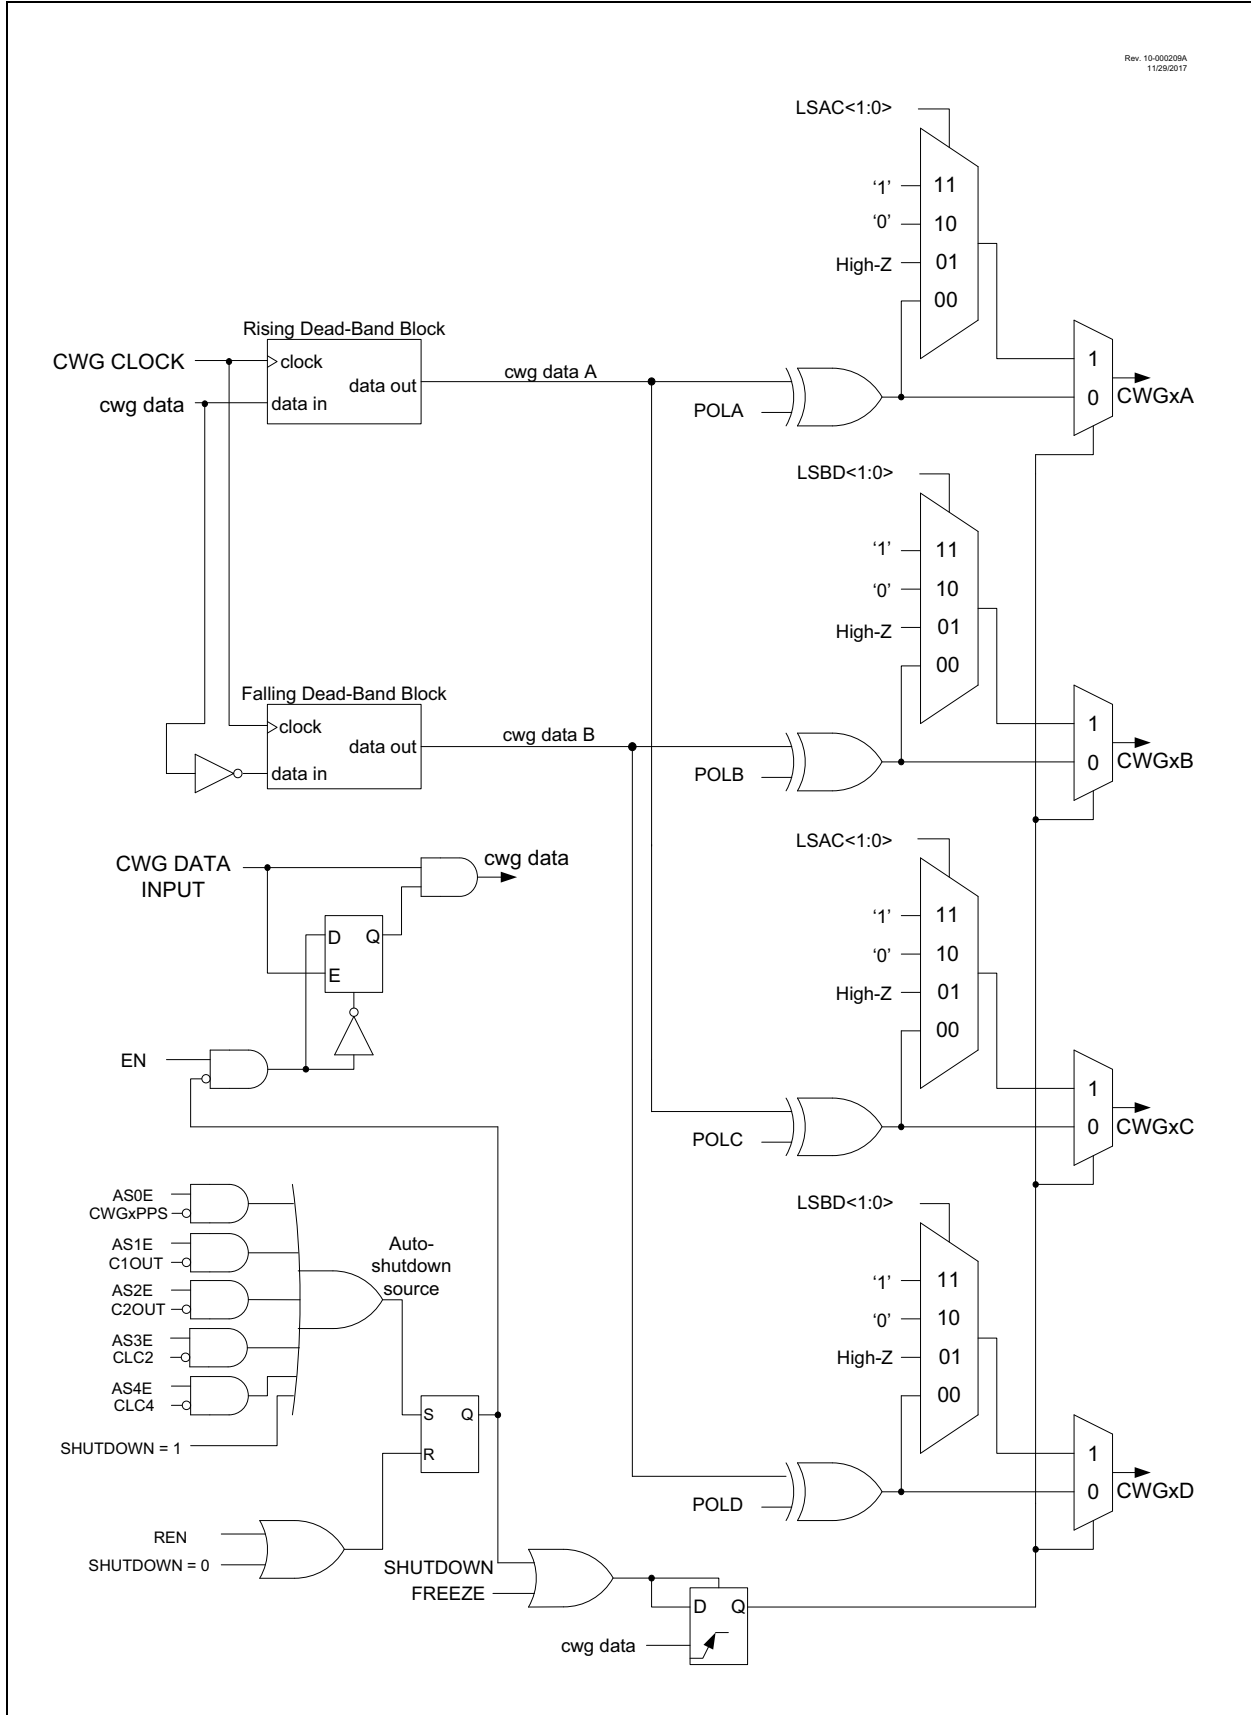 Rev. 10-000209A
11/29/2017
LSAC<1:0>
'1'
11
'0'
10
High-Z
01
00
Rising Dead-Band Block
CWG CLOCK
clock
data out
cwg data
data in
cwg data A
POLA
1
0
CWGxA
LSBD<1:0>
'1'
11
'0'
10
High-Z
01
00
Falling Dead-Band Block
clock
data out
data in
cwg data B
POLB
1
0
CWGxB
CWG DATA
INPUT
cwg data
D
Q
E
EN
LSAC<1:0>
'1'
11
'0'
10
High-Z
01
00
POLC
1
0
CWGxC
AS0E
CWGxPPS
AS1E
C1OUT
AS2E
C2OUT
AS3E
CLC2
AS4E
CLC4
SHUTDOWN = 1
Auto-
shutdown
source
S
Q
R
REN
SHUTDOWN = 0
LSBD<1:0>
'1'
11
'0'
10
High-Z
01
00
POLD
1
0
CWGxD
SHUTDOWN
FREEZE
D
Q
cwg data